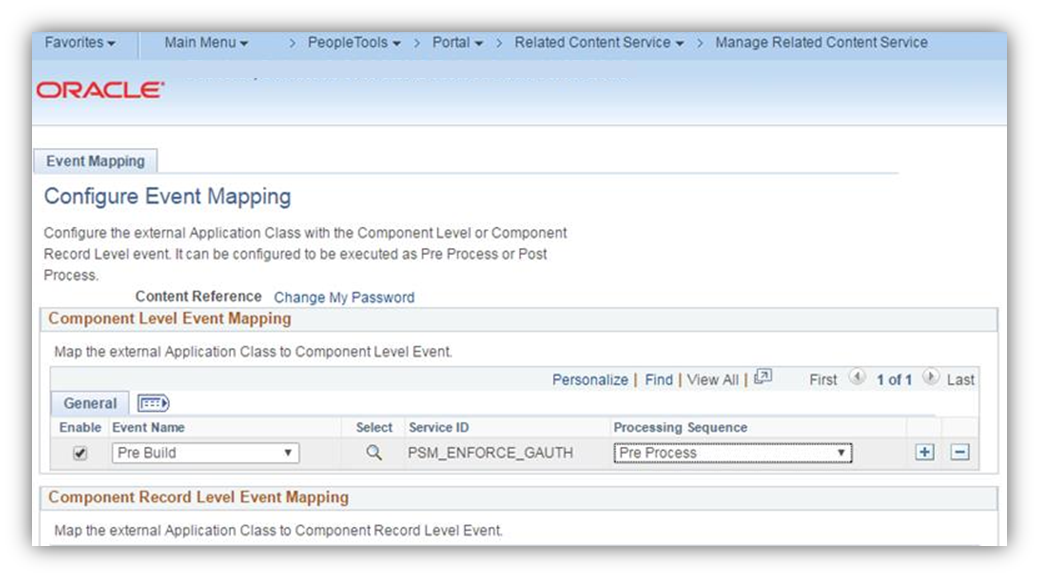 Favorites Main Menu > PeopleTools > Portal > Related Content Service > Manage Related Content Service
ORACLE
Event Mapping
Configure Event Mapping
Configure the external Application Class with the Component Level or Component
Record Level event. It can be configured to be executed as Pre Process or Post
Process.
Content Reference Change My Password
Component Level Event Mapping
Map the external Application Class to Component Level Event.
Personalize | Find | View All | First 1 of 1 Last
General
Enable Event Name Select Service ID Processing Sequence
Pre Build PSM_ENFORCE_GAUTH Pre Process
Component Record Level Event Mapping
Map the external Application Class to Component Record Level Event.